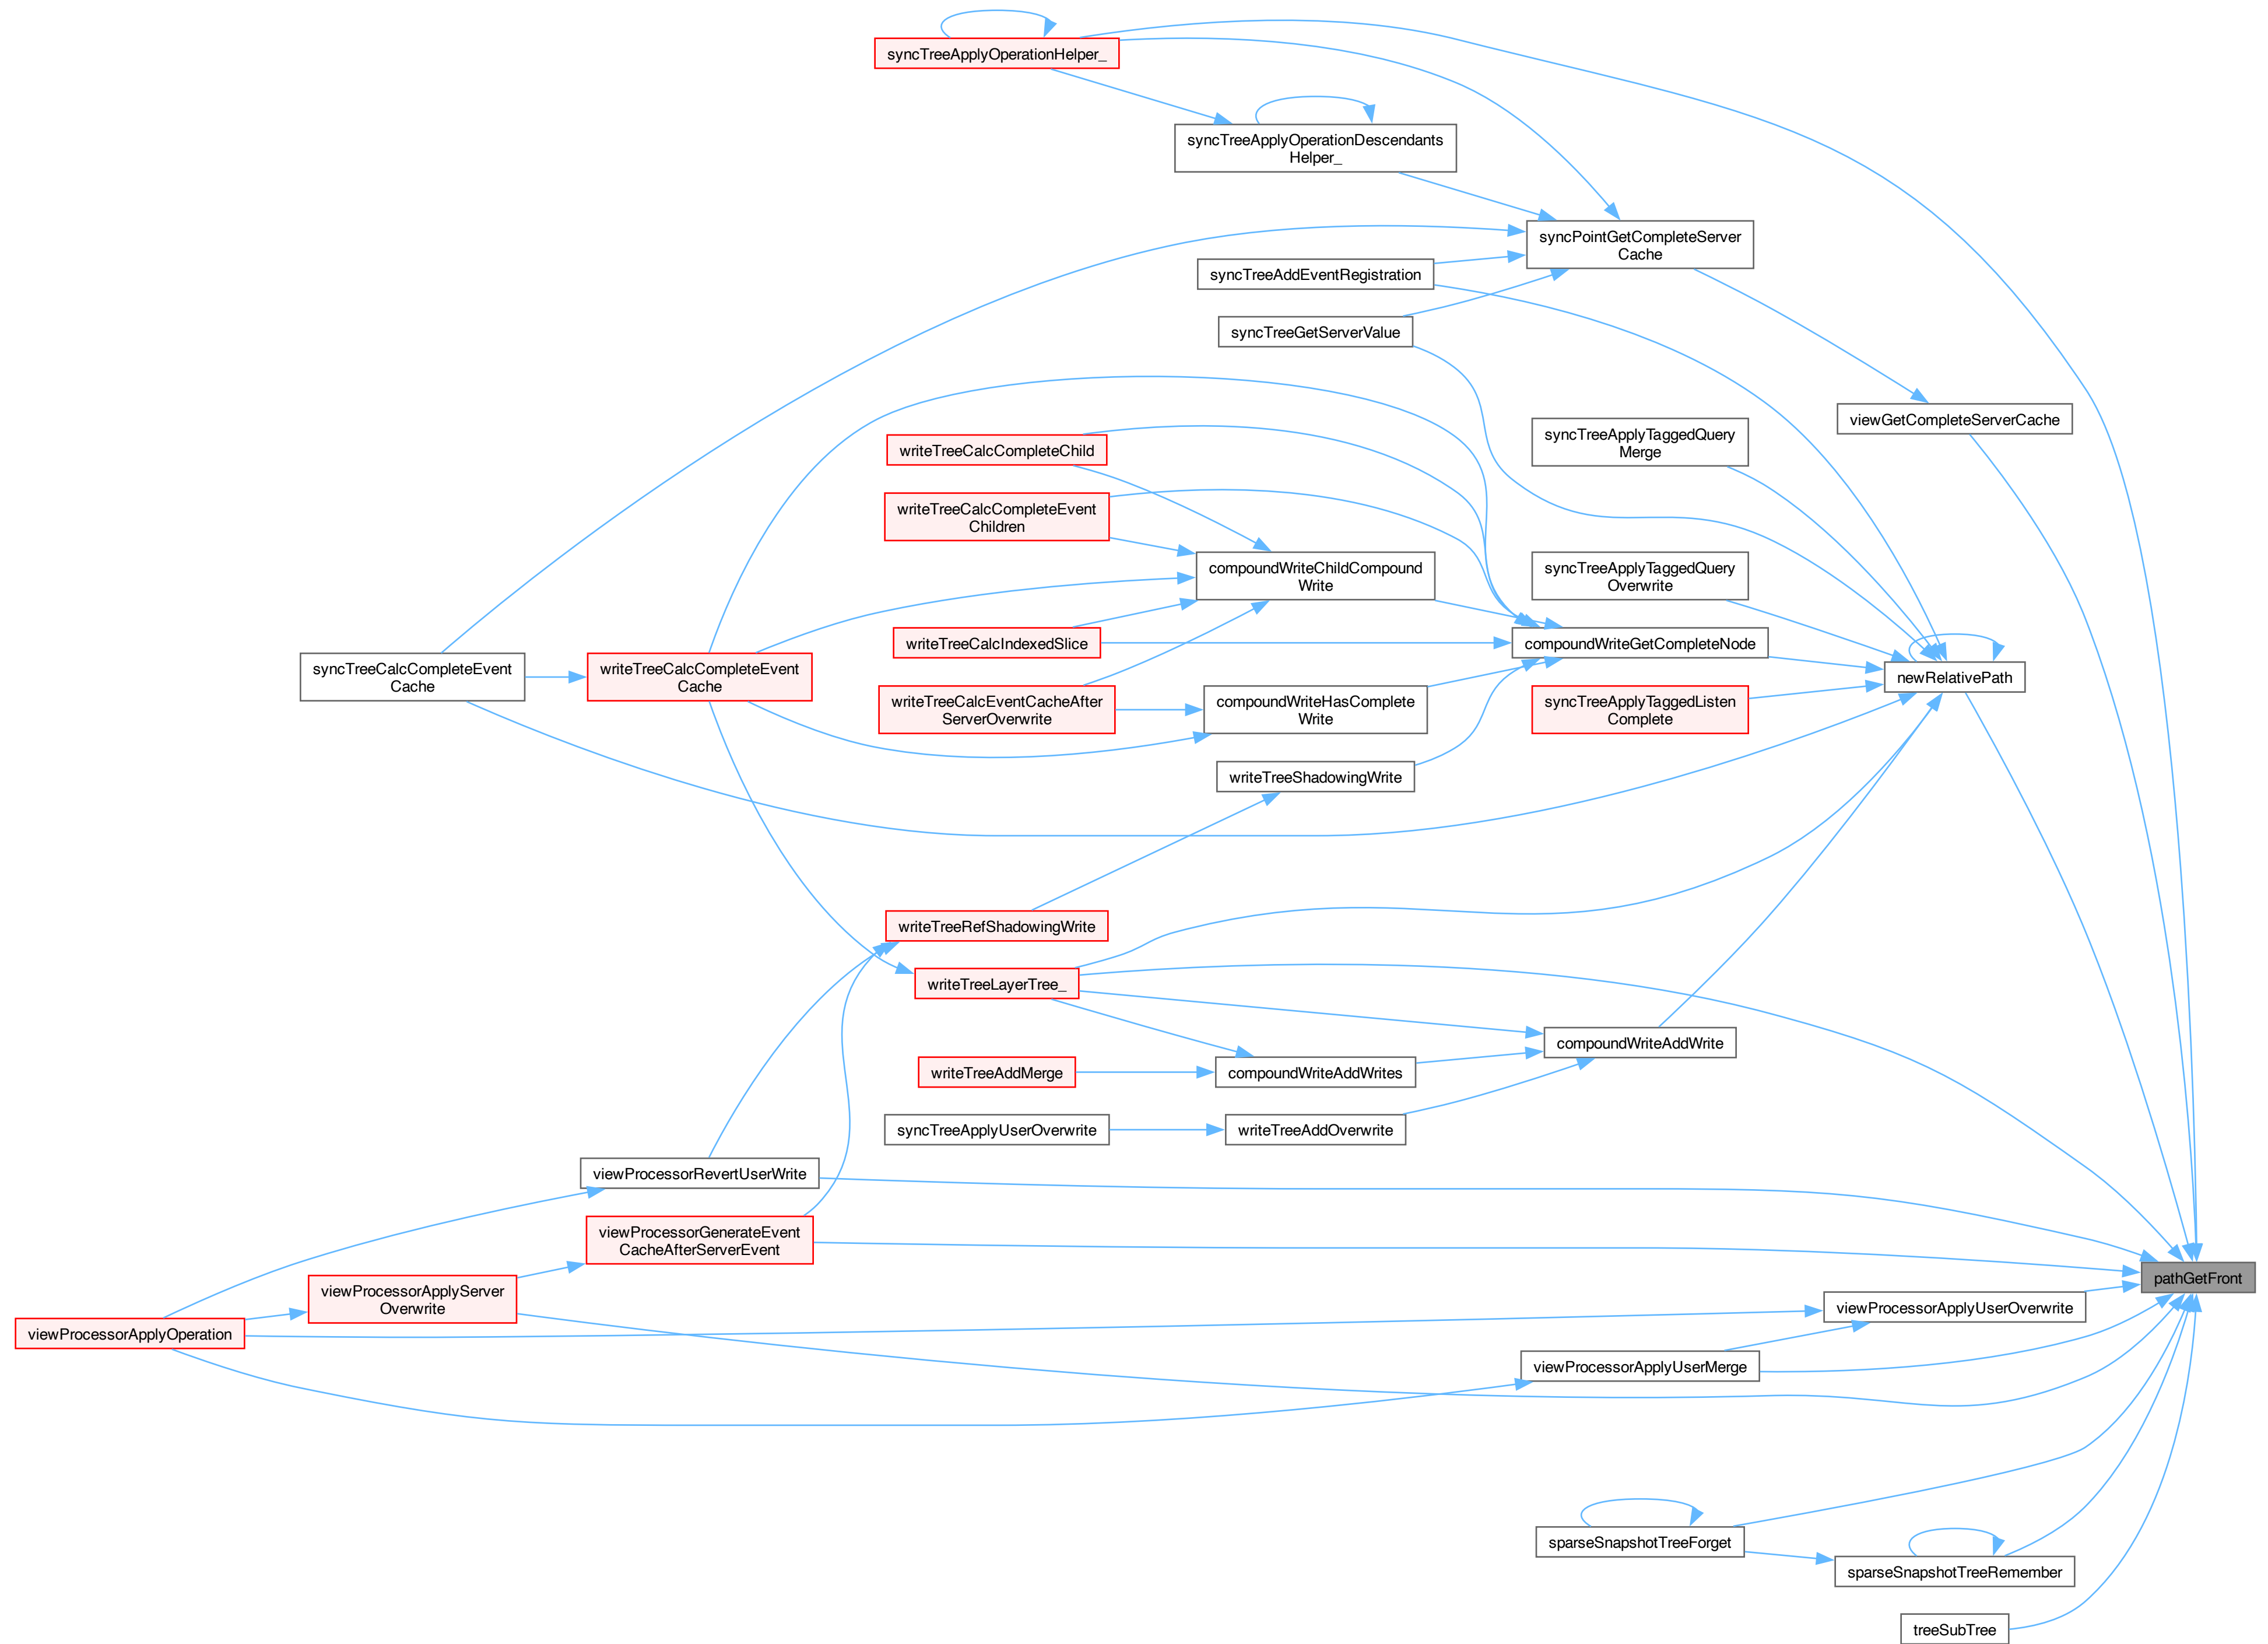 syncTreeApplyOperationHelper_
syncTreeApplyOperationDescendants
Helper_
syncPointGetCompleteServer
Cache
syncTreeAddEventRegistration
syncTreeGetServerValue
viewGetCompleteServerCache
syncTreeApplyTaggedQuery
Merge
writeTreeCalcCompleteChild
writeTreeCalcCompleteEvent
Children
compoundWriteChildCompound
Write
syncTreeApplyTaggedQuery
Overwrite
writeTreeCalcIndexedSlice
compoundWriteGetCompleteNode
syncTreeCalcCompleteEvent
Cache
writeTreeCalcCompleteEvent
Cache
newRelativePath
writeTreeCalcEventCacheAfter
ServerOverwrite
compoundWriteHasComplete
Write
syncTreeApplyTaggedListen
Complete
writeTreeShadowingWrite
writeTreeRefShadowingWrite
writeTreeLayerTree_
compoundWriteAddWrite
writeTreeAddMerge
compoundWriteAddWrites
syncTreeApplyUserOverwrite
writeTreeAddOverwrite
viewProcessorRevertUserWrite
viewProcessorGenerateEvent
CacheAfterServerEvent
pathGetFront
viewProcessorApplyServer
Overwrite
viewProcessorApplyUserOverwrite
viewProcessorApplyOperation
viewProcessorApplyUserMerge
sparseSnapshotTreeForget
sparseSnapshotTreeRemember
treeSubTree